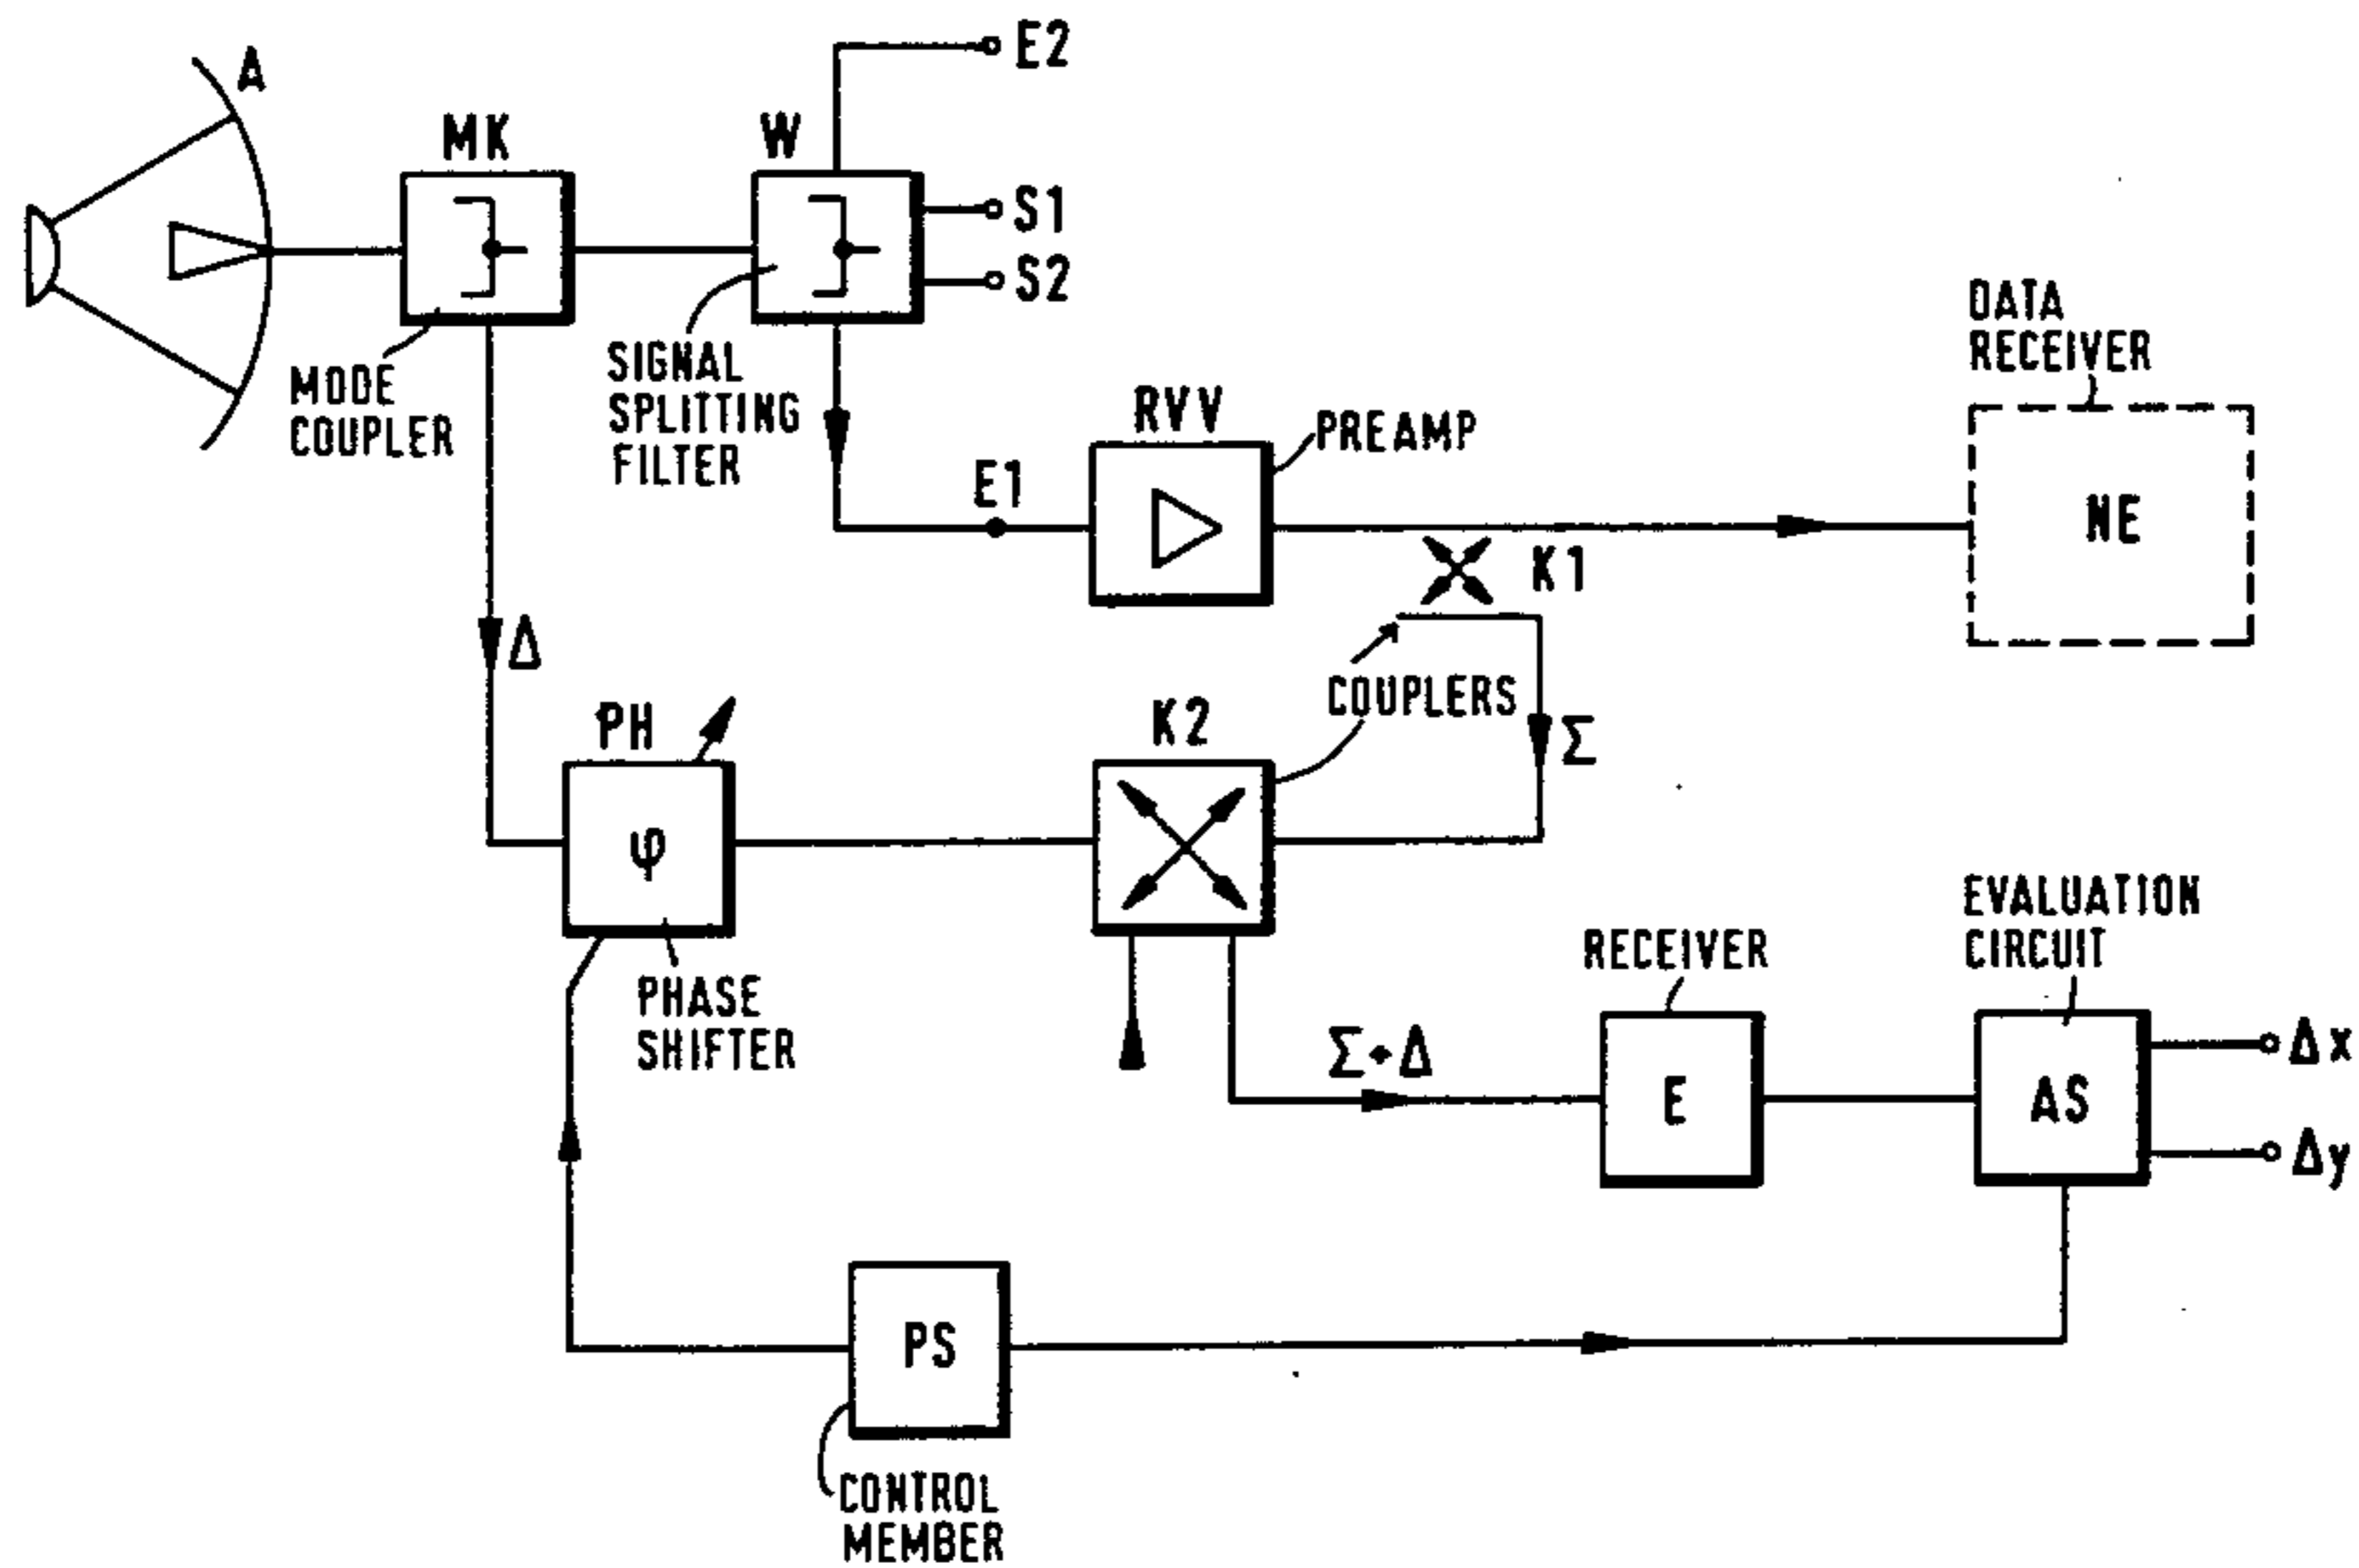 A
MK
W
E2
S1
S2
MODE
COUPLER
SIGNAL
SPLITTING
FILTER
E1
RVV
PREAMP
DATA
RECEIVER
NE
K1
Δ
COUPLERS
Σ
PH
φ
PHASE
SHIFTER
K2
Σ+Δ
RECEIVER
E
EVALUATION
CIRCUIT
AS
Δx
Δy
PS
CONTROL
MEMBER